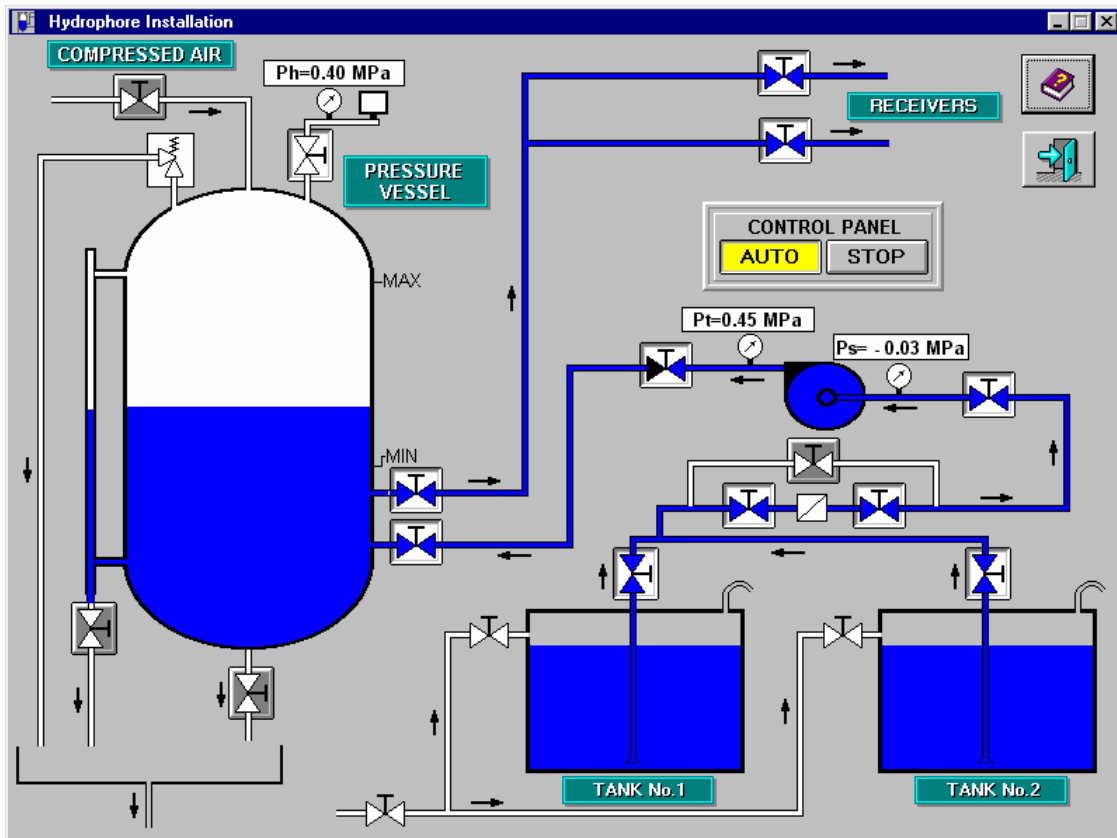 Hydrophore Installation
COMPRESSED AIR
Ph=0.40 MPa
RECEIVERS
PRESSURE
VESSEL
CONTROL PANEL
AUTO
STOP
MAX
Pt=0.45 MPa
Ps= - 0.03 MPa
MIN
TANK No.1
TANK No.2